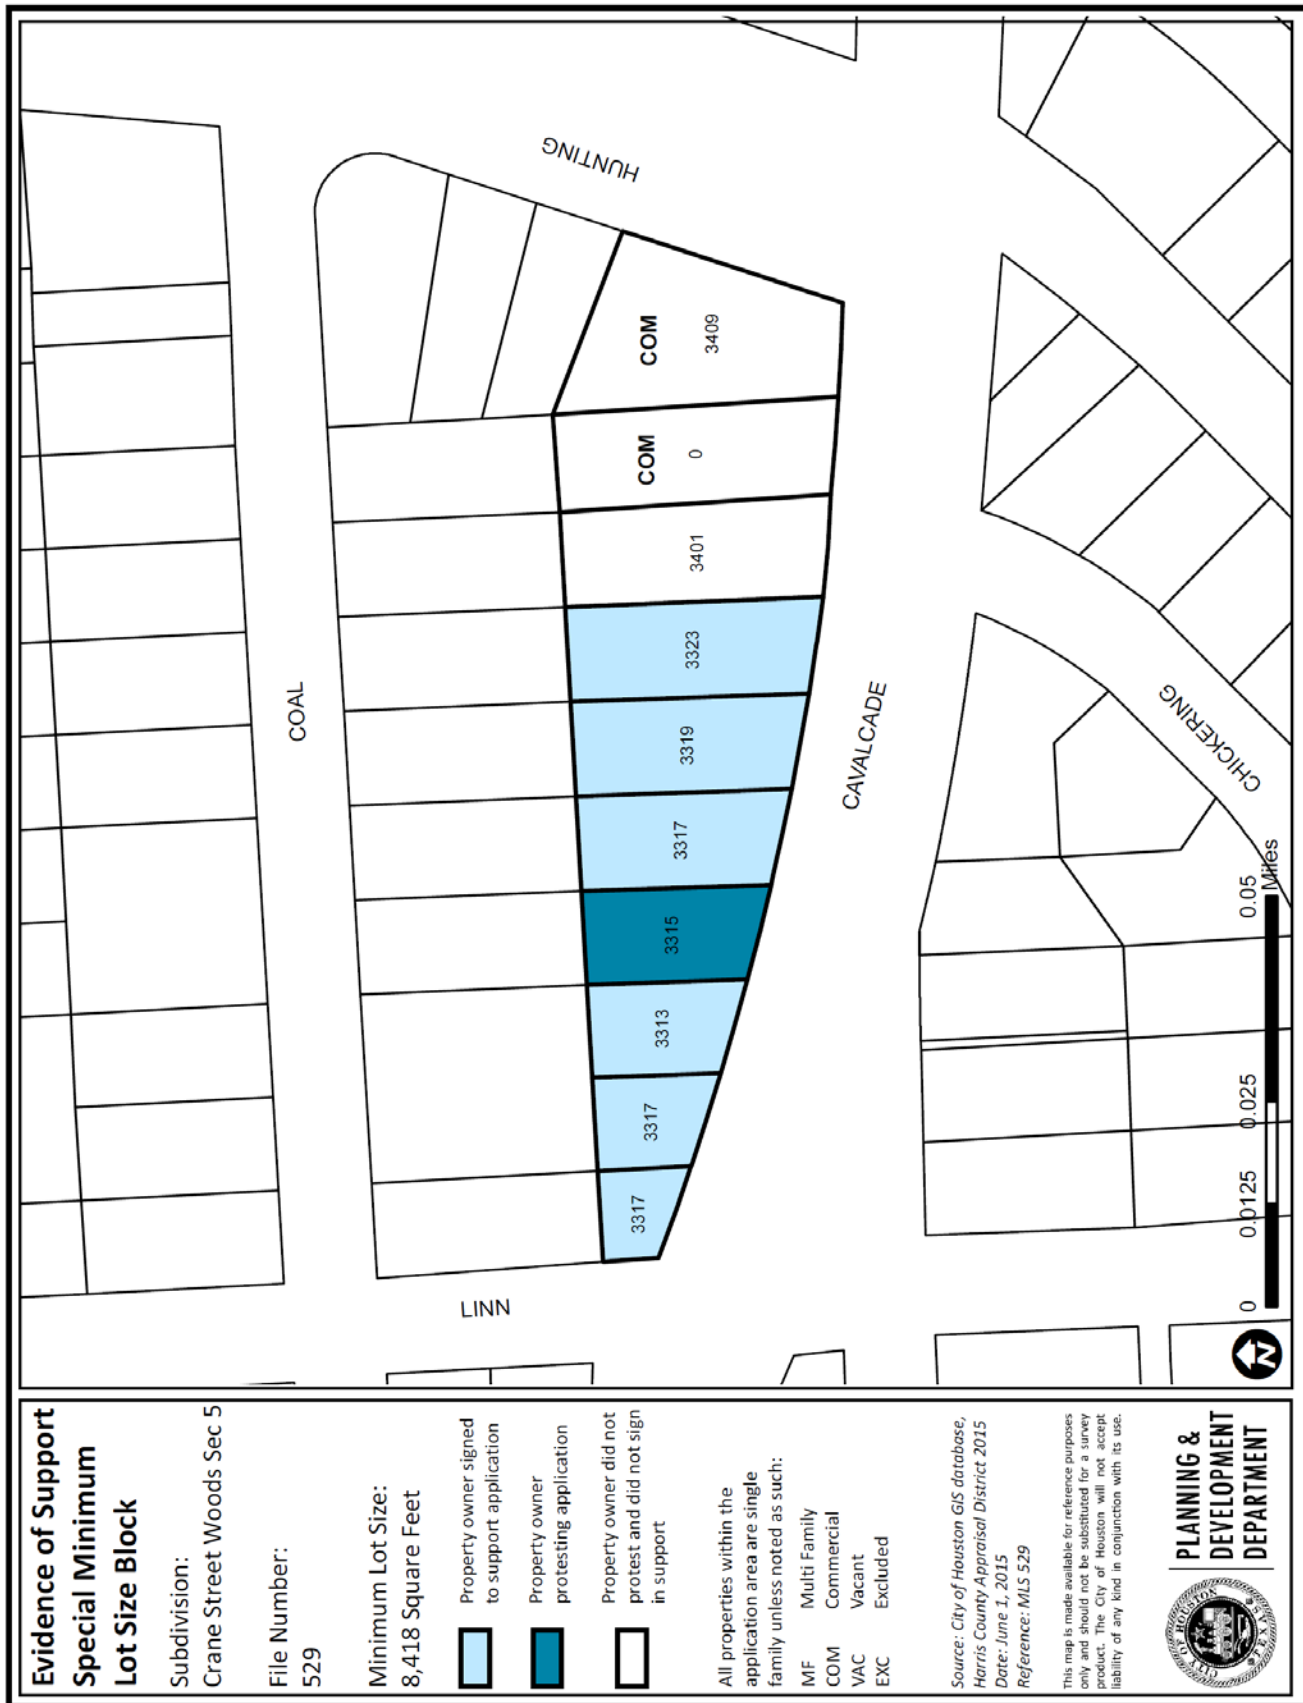 Evidence of Support
Special Minimum
Lot Size Block
Subdivision:
Crane Street Woods Sec 5
File Number:
529
Minimum Lot Size:
8,418 Square Feet
Property owner signed
to support application
Property owner
protesting application
Property owner did not
protest and did not sign
in support
All properties within the
application area are single
family unless noted as such:
MF Multi Family
COM Commercial
VAC Vacant
EXC Excluded
Source: City of Houston GIS database,
Harris County Appraisal District 2015
Date: June 1, 2015
Reference: MLS 529
This map is made available for reference purposes
only and should not be substituted for a survey
product. The City of Houston will not accept
liability of any kind in conjunction with its use.
CITY OF HOUSTON
TEXAS
PLANNING &
DEVELOPMENT
DEPARTMENT
COAL
HUNTING
LINN
CAVALCADE
CHICKERING
3317
3317
3313
3315
3317
3319
3323
3401
COM
0
COM
3409
N
0 0.0125 0.025 0.05
Miles